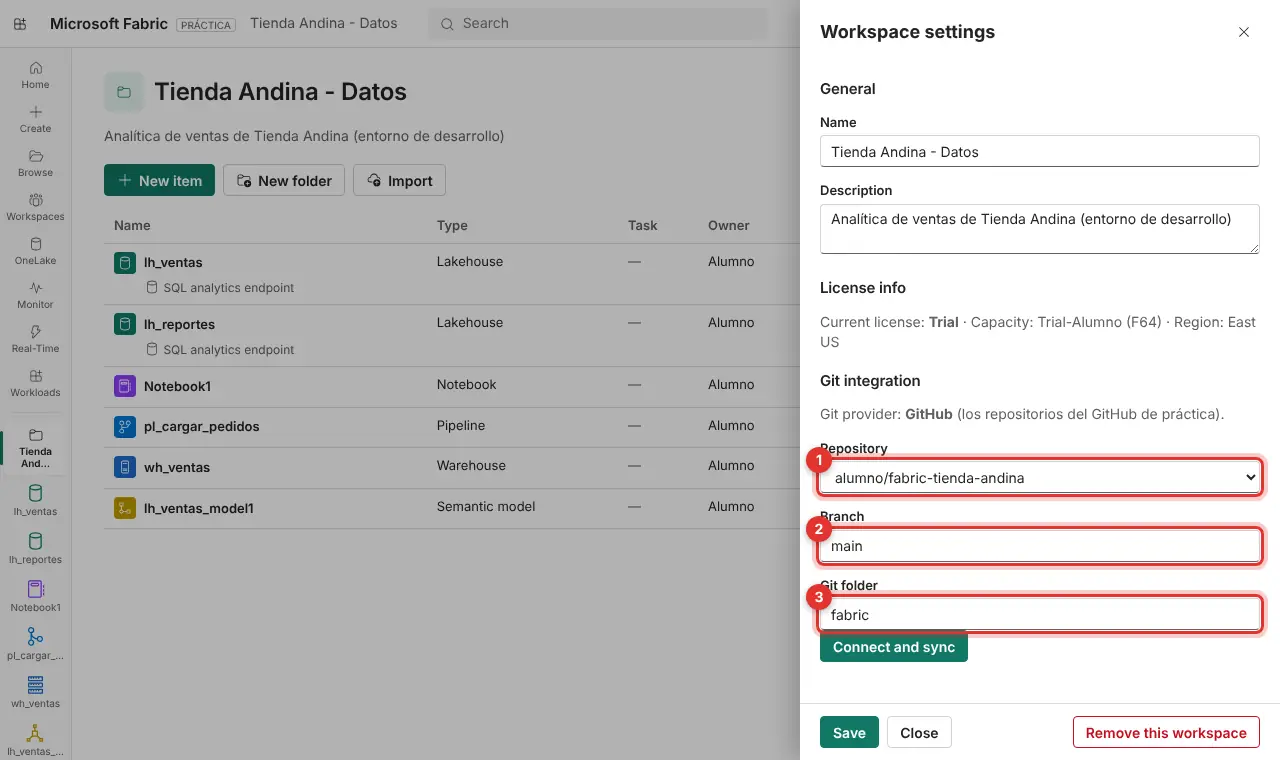 Microsoft Fabric PRÁCTICA Tienda Andina - Datos Search
Home
Create
Browse
Workspaces
OneLake
Monitor
Real-Time
Workloads
Tienda
And...
lh_ventas
lh_reportes
Notebook1
pl_cargar_...
wh_ventas
lh_ventas_...
Tienda Andina - Datos
Analítica de ventas de Tienda Andina (entorno de desarrollo)
New item New folder Import
Name Type Task Owner
lh_ventas Lakehouse — Alumno
SQL analytics endpoint
lh_reportes Lakehouse — Alumno
SQL analytics endpoint
Notebook1 Notebook — Alumno
pl_cargar_pedidos Pipeline — Alumno
wh_ventas Warehouse — Alumno
lh_ventas_model1 Semantic model — Alumno
Workspace settings
General
Name
Tienda Andina - Datos
Description
Analítica de ventas de Tienda Andina (entorno de desarrollo)
License info
Current license: Trial · Capacity: Trial-Alumno (F64) · Region: East
US
Git integration
Git provider: GitHub (los repositorios del GitHub de práctica).
Repository
1
alumno/fabric-tienda-andina
Branch
2
main
Git folder
3
fabric
Connect and sync
Save Close Remove this workspace